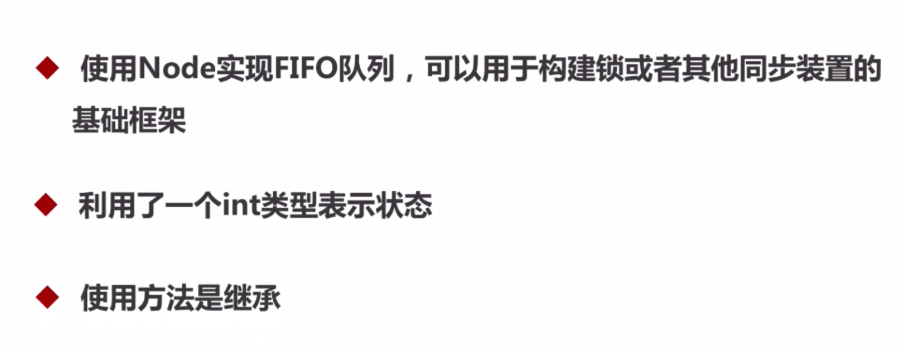 使用Node实现FIFO队列，可以用于构建锁或者其他同步装置的
基础框架
利用了一个int类型表示状态
使用方法是继承